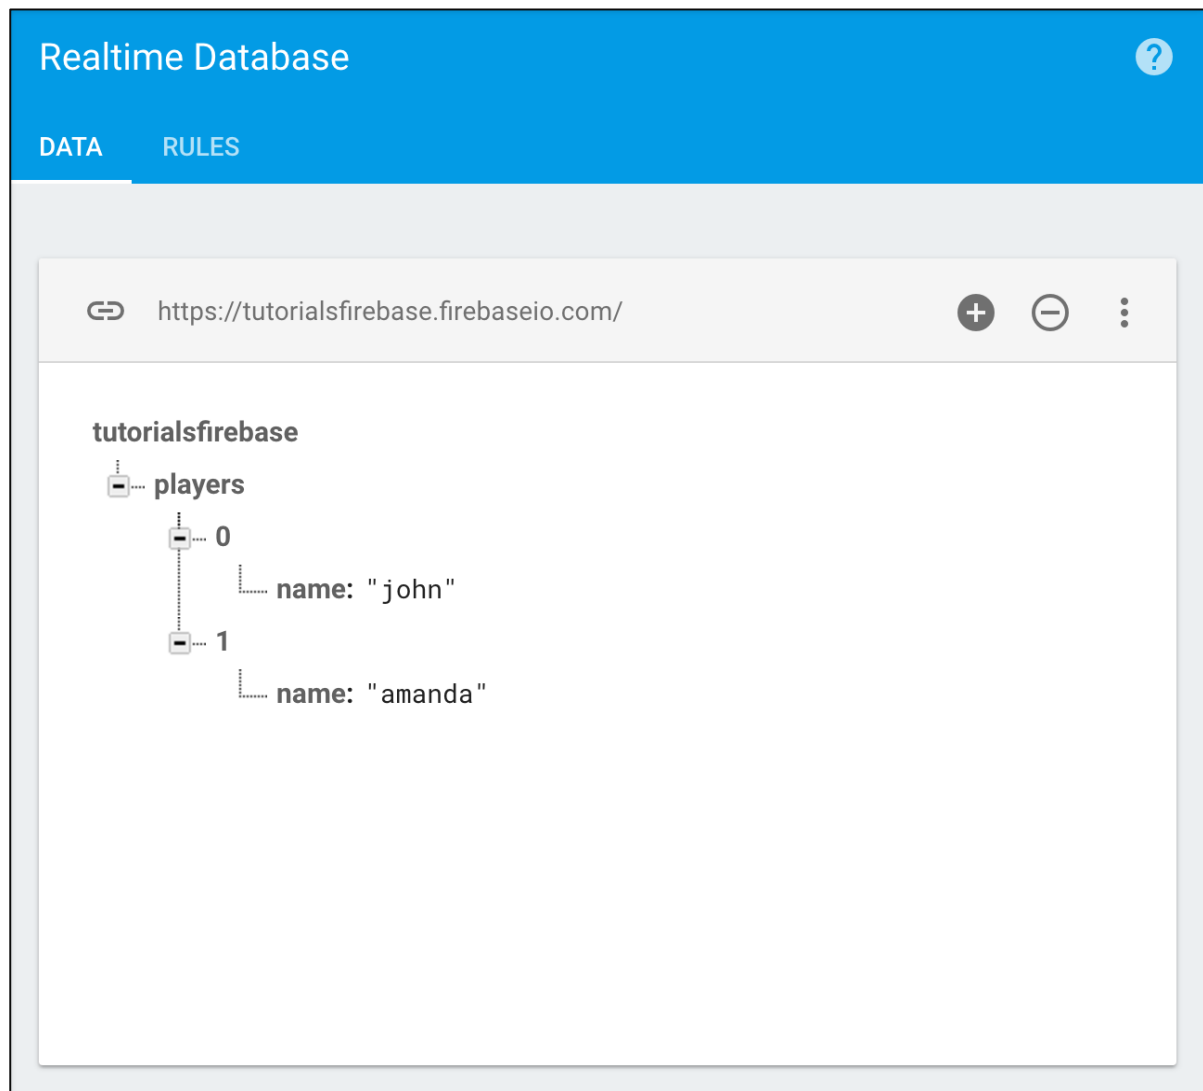 Realtime Database
?
DATA RULES
https://tutorialsfirebase.firebaseio.com/
tutorialsfirebase
players
0
name: "john"
1
name: "amanda"